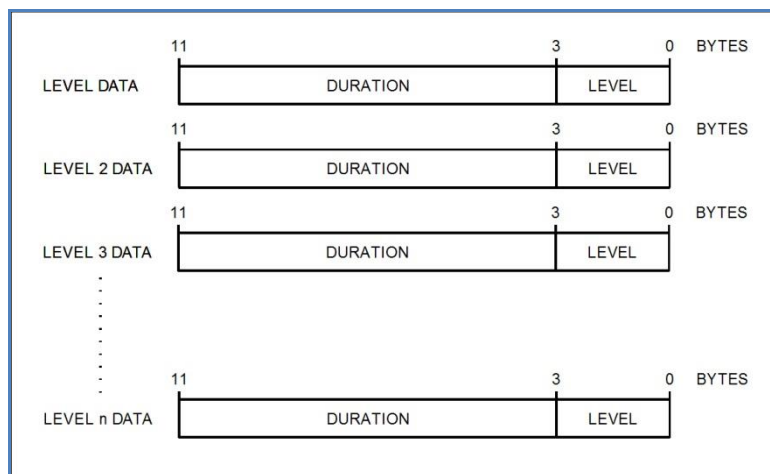 11 3 0 BYTES
LEVEL DATA DURATION LEVEL
11 3 0 BYTES
LEVEL 2 DATA DURATION LEVEL
11 3 0 BYTES
LEVEL 3 DATA DURATION LEVEL
11 3 0 BYTES
LEVEL n DATA DURATION LEVEL